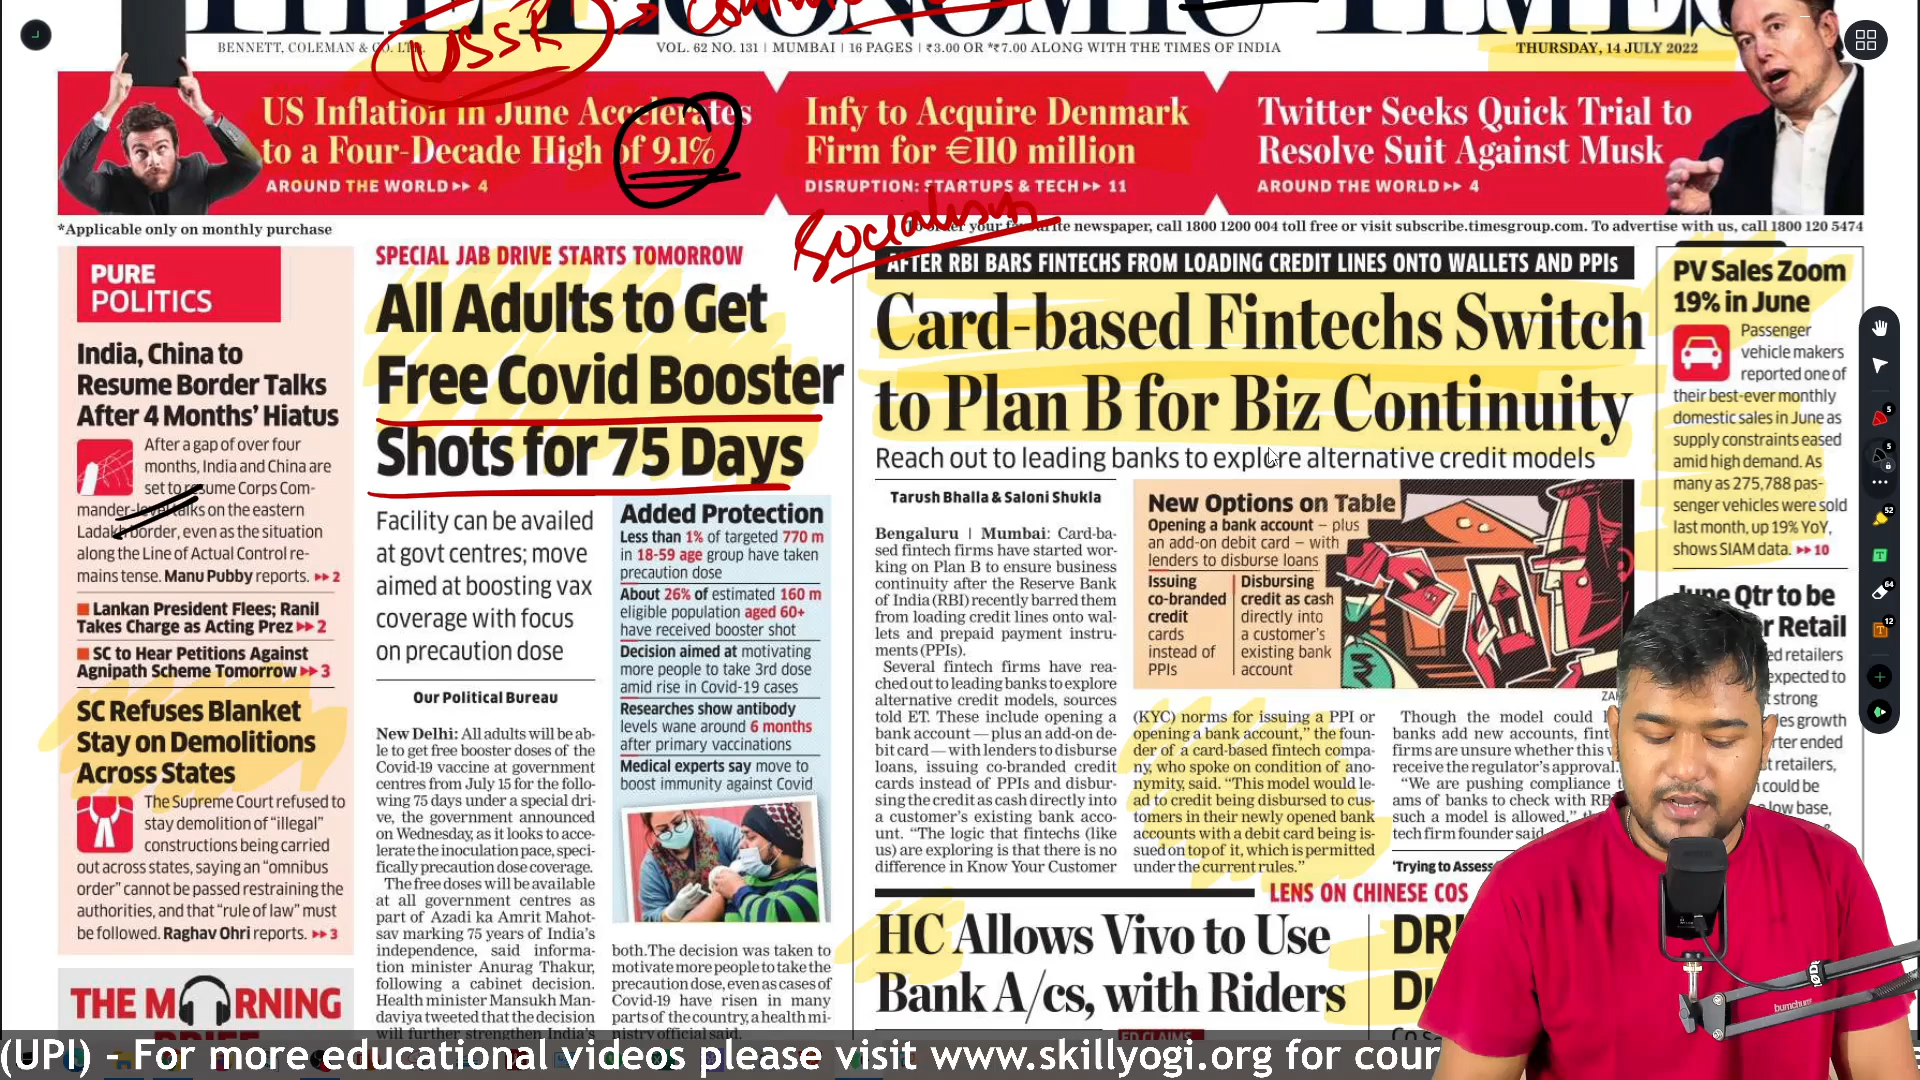 THE ECONOMIC TIMES
USSR
BENNETT, COLEMAN & CO. LTD.
VOL. 62 NO. 131 | MUMBAI | 16 PAGES | ₹3.00 OR *₹7.00 ALONG WITH THE TIMES OF INDIA
THURSDAY, 14 JULY 2022
US Inflation in June Accelerates
to a Four-Decade High of 9.1%
AROUND THE WORLD ▸▸ 4
Infy to Acquire Denmark
Firm for €110 million
DISRUPTION: STARTUPS & TECH ▸▸ 11
Twitter Seeks Quick Trial to
Resolve Suit Against Musk
AROUND THE WORLD ▸▸ 4
Socialism
*Applicable only on monthly purchase
your favourite newspaper, call 1800 1200 004 toll free or visit subscribe.timesgroup.com. To advertise with us, call 1800 120 5474
PURE
POLITICS
India, China to
Resume Border Talks
After 4 Months' Hiatus
After a gap of over four
months, India and China are
set to resume Corps Com-
mander-level talks on the eastern
Ladakh border, even as the situation
along the Line of Actual Control re-
mains tense. Manu Pubby reports. ▸▸ 2
Lankan President Flees; Ranil
Takes Charge as Acting Prez ▸▸ 2
SC to Hear Petitions Against
Agnipath Scheme Tomorrow ▸▸ 3
SC Refuses Blanket
Stay on Demolitions
Across States
The Supreme Court refused to
stay demolition of "illegal"
constructions being carried
out across states, saying an "omnibus
order" cannot be passed restraining the
authorities, and that "rule of law" must
be followed. Raghav Ohri reports. ▸▸ 3
THE MORNING
BRIEF
SPECIAL JAB DRIVE STARTS TOMORROW
All Adults to Get
Free Covid Booster
Shots for 75 Days
Facility can be availed
at govt centres; move
aimed at boosting vax
coverage with focus
on precaution dose
Our Political Bureau
New Delhi: All adults will be ab-
le to get free booster doses of the
Covid-19 vaccine at government
centres from July 15 for the follo-
wing 75 days under a special dri-
ve, the government announced
on Wednesday, as it looks to acce-
lerate the inoculation pace, speci-
fically precaution dose coverage.
The free doses will be available
at all government centres as
part of Azadi ka Amrit Mahot-
sav marking 75 years of India's
independence, said informa-
tion minister Anurag Thakur,
following a cabinet decision.
Health minister Mansukh Man-
daviya tweeted that the decision
will further strengthen India's
Added Protection
Less than 1% of targeted 770 m
in 18-59 age group have taken
precaution dose
About 26% of estimated 160 m
eligible population aged 60+
have received booster shot
Decision aimed at motivating
more people to take 3rd dose
amid rise in Covid-19 cases
Researches show antibody
levels wane around 6 months
after primary vaccinations
Medical experts say move to
boost immunity against Covid
both. The decision was taken to
motivate more people to take the
precaution dose, even as cases of
Covid-19 have risen in many
parts of the country, a health mi-
nistry official said.
AFTER RBI BARS FINTECHS FROM LOADING CREDIT LINES ONTO WALLETS AND PPIs
Card-based Fintechs Switch
to Plan B for Biz Continuity
Reach out to leading banks to explore alternative credit models
Tarush Bhalla & Saloni Shukla
Bengaluru | Mumbai: Card-ba-
sed fintech firms have started wor-
king on Plan B to ensure business
continuity after the Reserve Bank
of India (RBI) recently barred them
from loading credit lines onto wal-
lets and prepaid payment instru-
ments (PPIs).
Several fintech firms have rea-
ched out to leading banks to explore
alternative credit models, sources
told ET. These include opening a
bank account — plus an add-on de-
bit card — with lenders to disburse
loans, issuing co-branded credit
cards instead of PPIs and disbur-
sing the credit as cash directly into
a customer's existing bank acco-
unt. "The logic that fintechs (like
us) are exploring is that there is no
difference in Know Your Customer
New Options on Table
Opening a bank account – plus
an add-on debit card – with
lenders to disburse loans
Issuing
co-branded
credit
cards
instead of
PPIs
Disbursing
credit as cash
directly into
a customer's
existing bank
account
(KYC) norms for issuing a PPI or
opening a bank account," the foun-
der of a card-based fintech compa-
ny, who spoke on condition of ano-
nymity, said. "This model would le-
ad to credit being disbursed to cus-
tomers in their newly opened bank
accounts with a debit card being is-
sued on top of it, which is permitted
under the current rules."
Though the model could
banks add new accounts,
firms are unsure whether this
receive the regulator's approval.
"We are pushing compliance
ams of banks to check with
such a model is allowed,"
tech firm founder said.
'Trying to Assess
LENS ON CHINESE COS
HC Allows Vivo to Use
Bank A/cs, with Riders
ED CLAIMS
PV Sales Zoom
19% in June
Passenger
vehicle makers
reported one of
their best-ever monthly
domestic sales in June as
supply constraints eased
amid high demand. As
many as 275,788 pas-
senger vehicles were sold
last month, up 19% YoY,
shows SIAM data. ▸▸ 10
June Qtr to be
Retail
retailers
expected to
strong
growth
ended
retailers,
could be
low base,
(UPI) - For more educational videos please visit www.skillyogi.org for cour